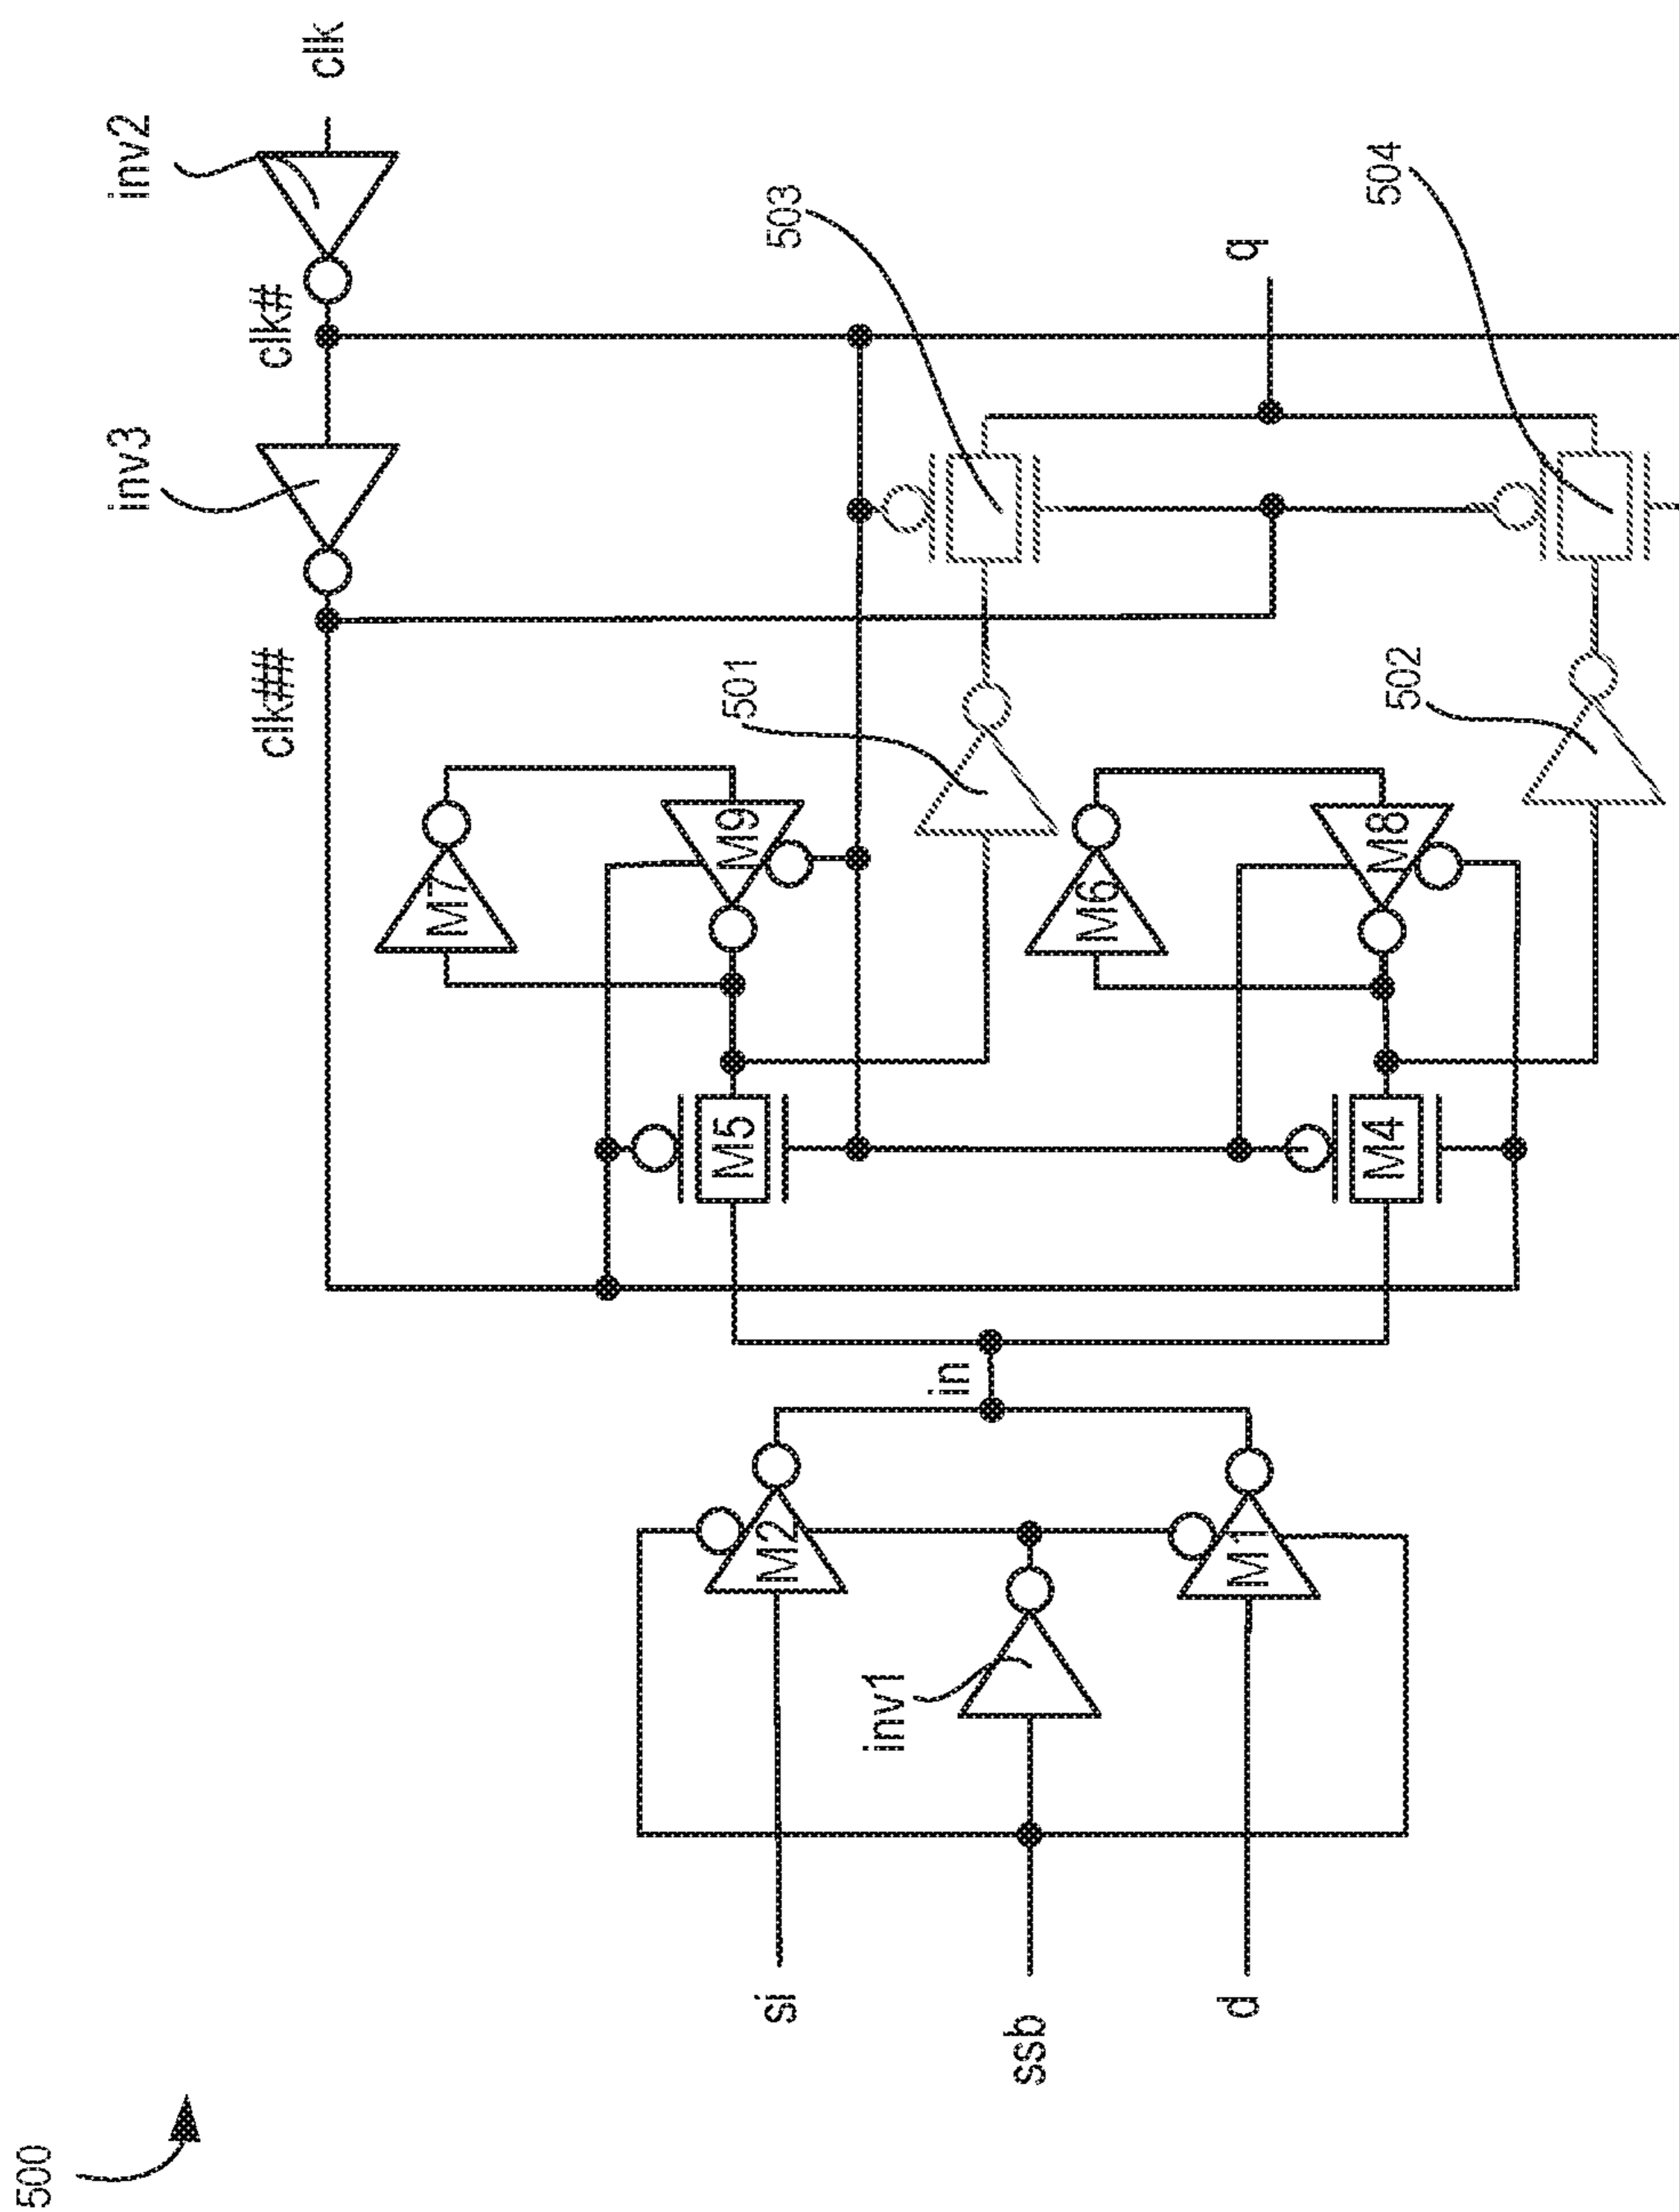 500
si
ssb
d
inv1
M2
M1
in
M5
M4
M7
M9
M6
M8
501
502
clk##
inv3
clk#
inv2
clk
503
504
q